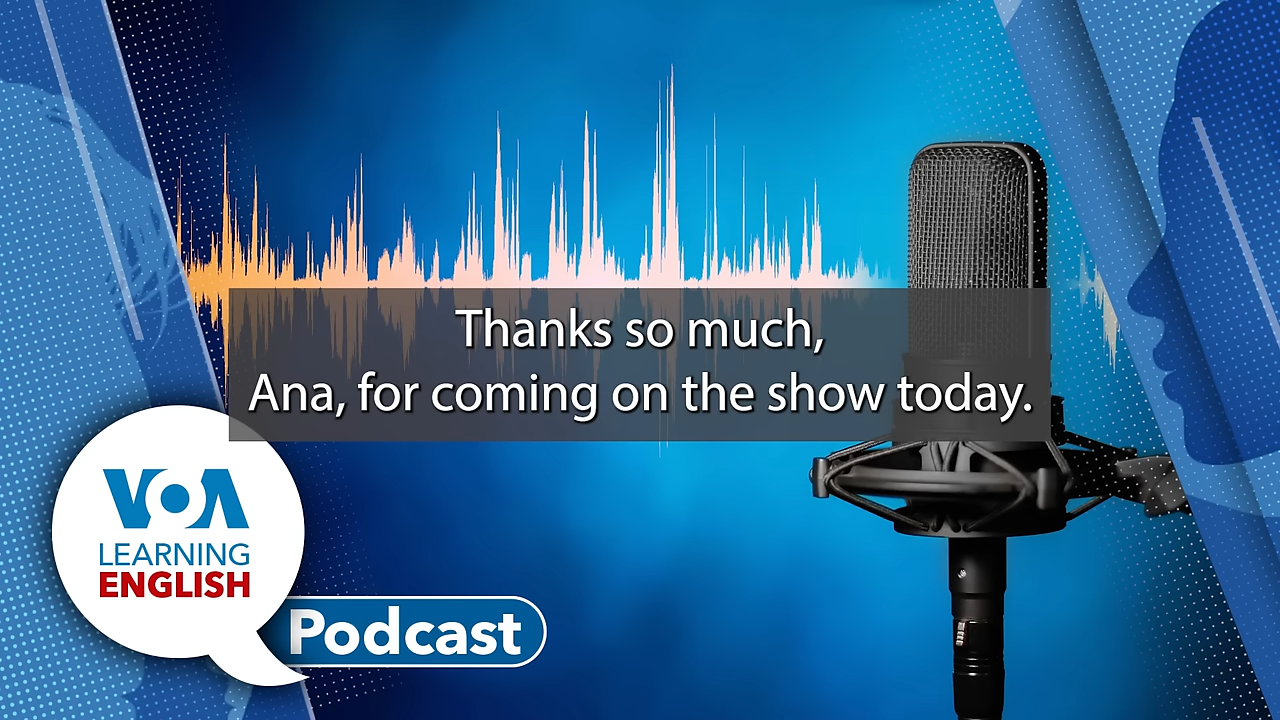 Thanks so much,
Ana, for coming on the show today.
VOA
LEARNING
ENGLISH
Podcast